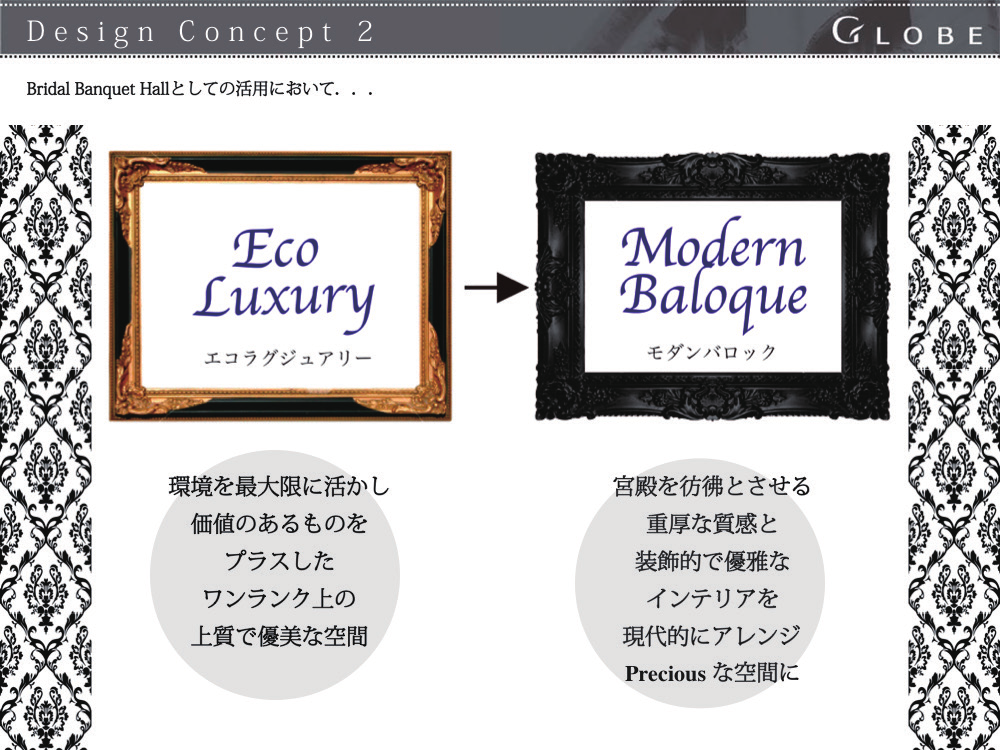 Design Concept 2
GLOBE
Bridal Banquet Hallとしての活用において．．．
Eco
Luxury
エコラグジュアリー
Modern
Baloque
モダンバロック
環境を最大限に活かし
価値のあるものを
プラスした
ワンランク上の
上質で優美な空間
宮殿を彷彿とさせる
重厚な質感と
装飾的で優雅な
インテリアを
現代的にアレンジ
Precious な空間に